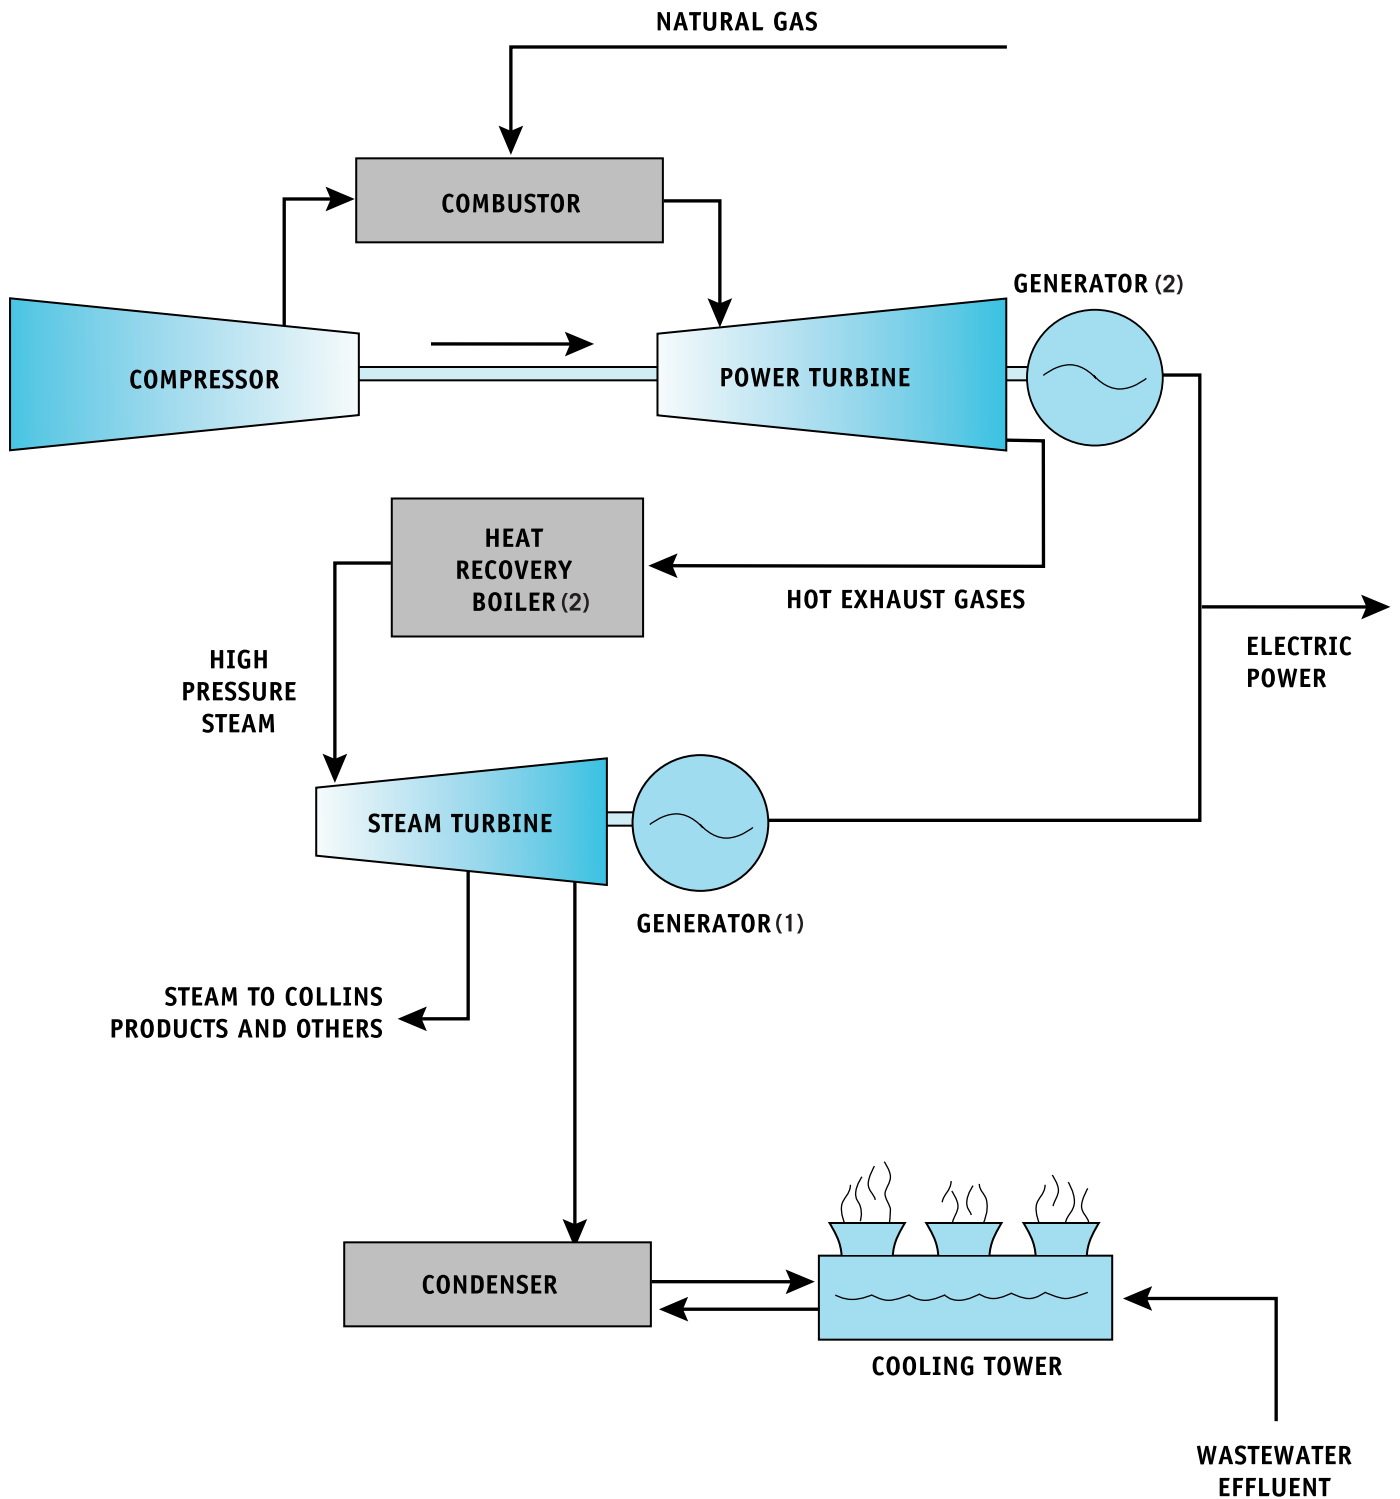 NATURAL GAS
COMBUSTOR
GENERATOR (2)
COMPRESSOR
POWER TURBINE
HEAT
RECOVERY
BOILER (2)
HOT EXHAUST GASES
ELECTRIC
POWER
HIGH
PRESSURE
STEAM
STEAM TURBINE
GENERATOR (1)
STEAM TO COLLINS
PRODUCTS AND OTHERS
CONDENSER
COOLING TOWER
WASTEWATER
EFFLUENT